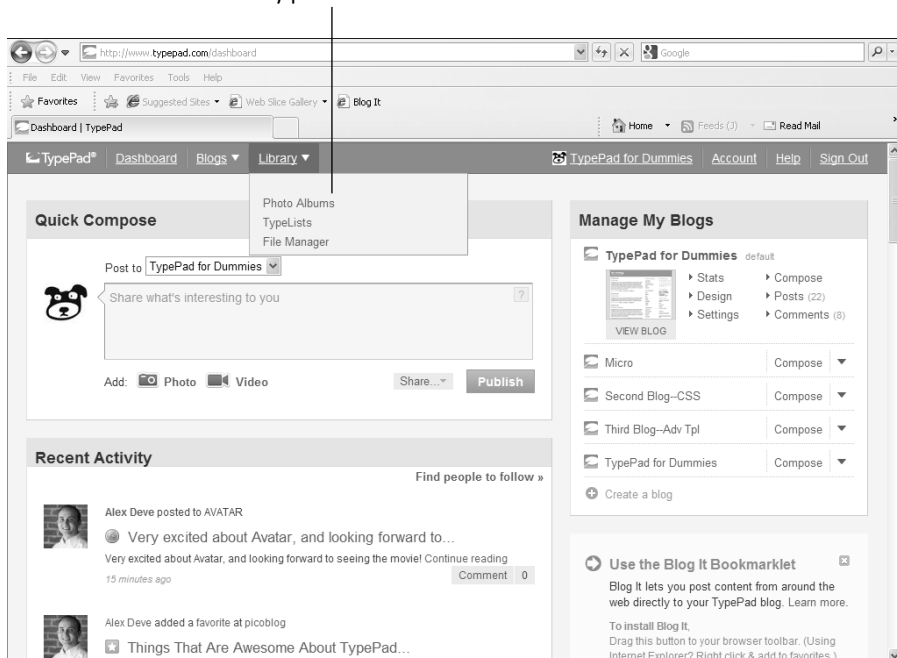 http://www.typepad.com/dashboard
Google
File Edit View Favorites Tools Help
Favorites Suggested Sites Web Slice Gallery Blog It
Dashboard | TypePad
Home Feeds (J) Read Mail
TypePad® Dashboard Blogs Library TypePad for Dummies Account Help Sign Out
Photo Albums
TypeLists
File Manager
Quick Compose
Post to TypePad for Dummies
Share what's interesting to you ?
Add: Photo Video Share... Publish
Recent Activity
Find people to follow »
Alex Deve posted to AVATAR
Very excited about Avatar, and looking forward to...
Very excited about Avatar, and looking forward to seeing the movie! Continue reading
15 minutes ago
Comment 0
Alex Deve added a favorite at picoblog
Things That Are Awesome About TypePad...
Manage My Blogs
TypePad for Dummies default
Stats Compose
Design Posts (22)
Settings Comments (8)
VIEW BLOG
Micro Compose
Second Blog--CSS Compose
Third Blog--Adv Tpl Compose
TypePad for Dummies Compose
Create a blog
Use the Blog It Bookmarklet
Blog It lets you post content from around the
web directly to your TypePad blog. Learn more.
To install Blog It,
Drag this button to your browser toolbar. (Using
Internet Explorer? Right click & add to favorites.)